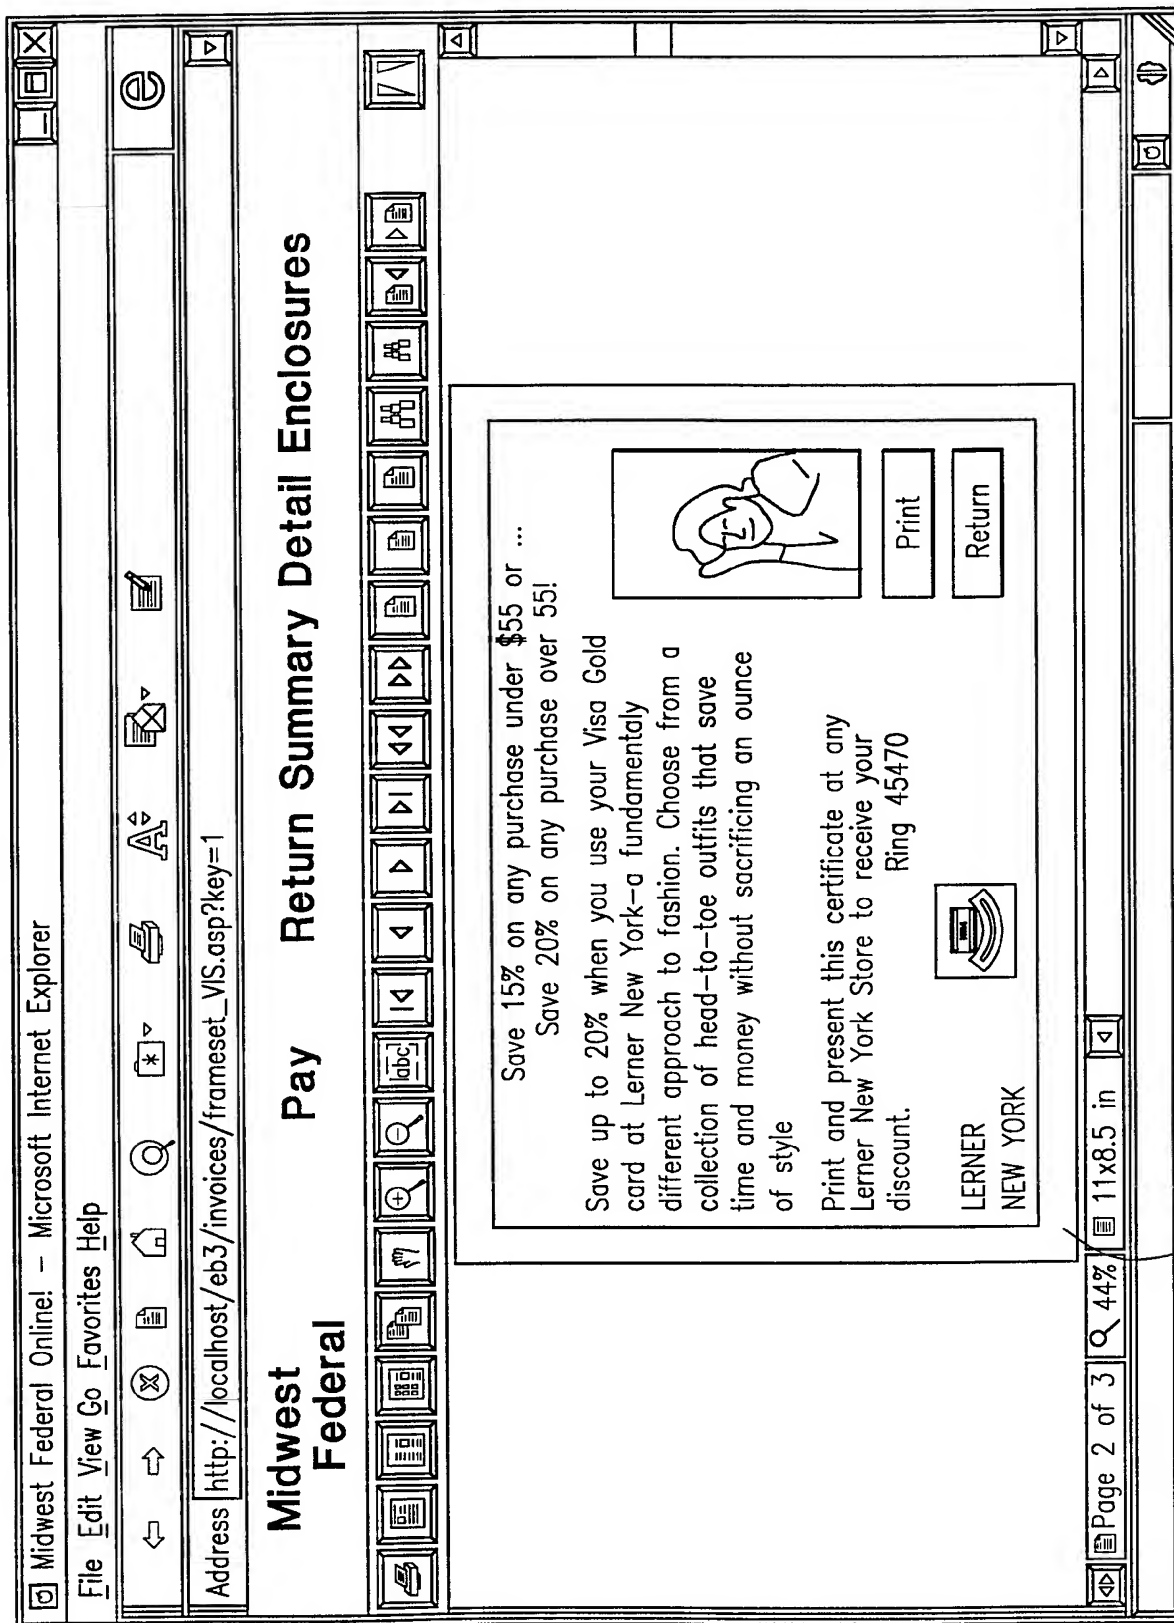 Midwest Federal Online! – Microsoft Internet Explorer
File Edit View Go Favorites Help
Address http://localhost/eb3/invoices/frameset_VIS.asp?key=1
Midwest
Federal
Pay Return Summary Detail Enclosures
abc
Save 15% on any purchase under $55 or ...
Save 20% on any purchase over 55!
Save up to 20% when you use your Visa Gold
card at Lerner New York–a fundamentaly
different approach to fashion. Choose from a
collection of head–to–toe outfits that save
time and money without sacrificing an ounce
of style
Print and present this certificate at any
Lerner New York Store to receive your
discount. Ring 45470
LERNER
NEW YORK
Print
Return
Page 2 of 3 44% 11x8.5 in